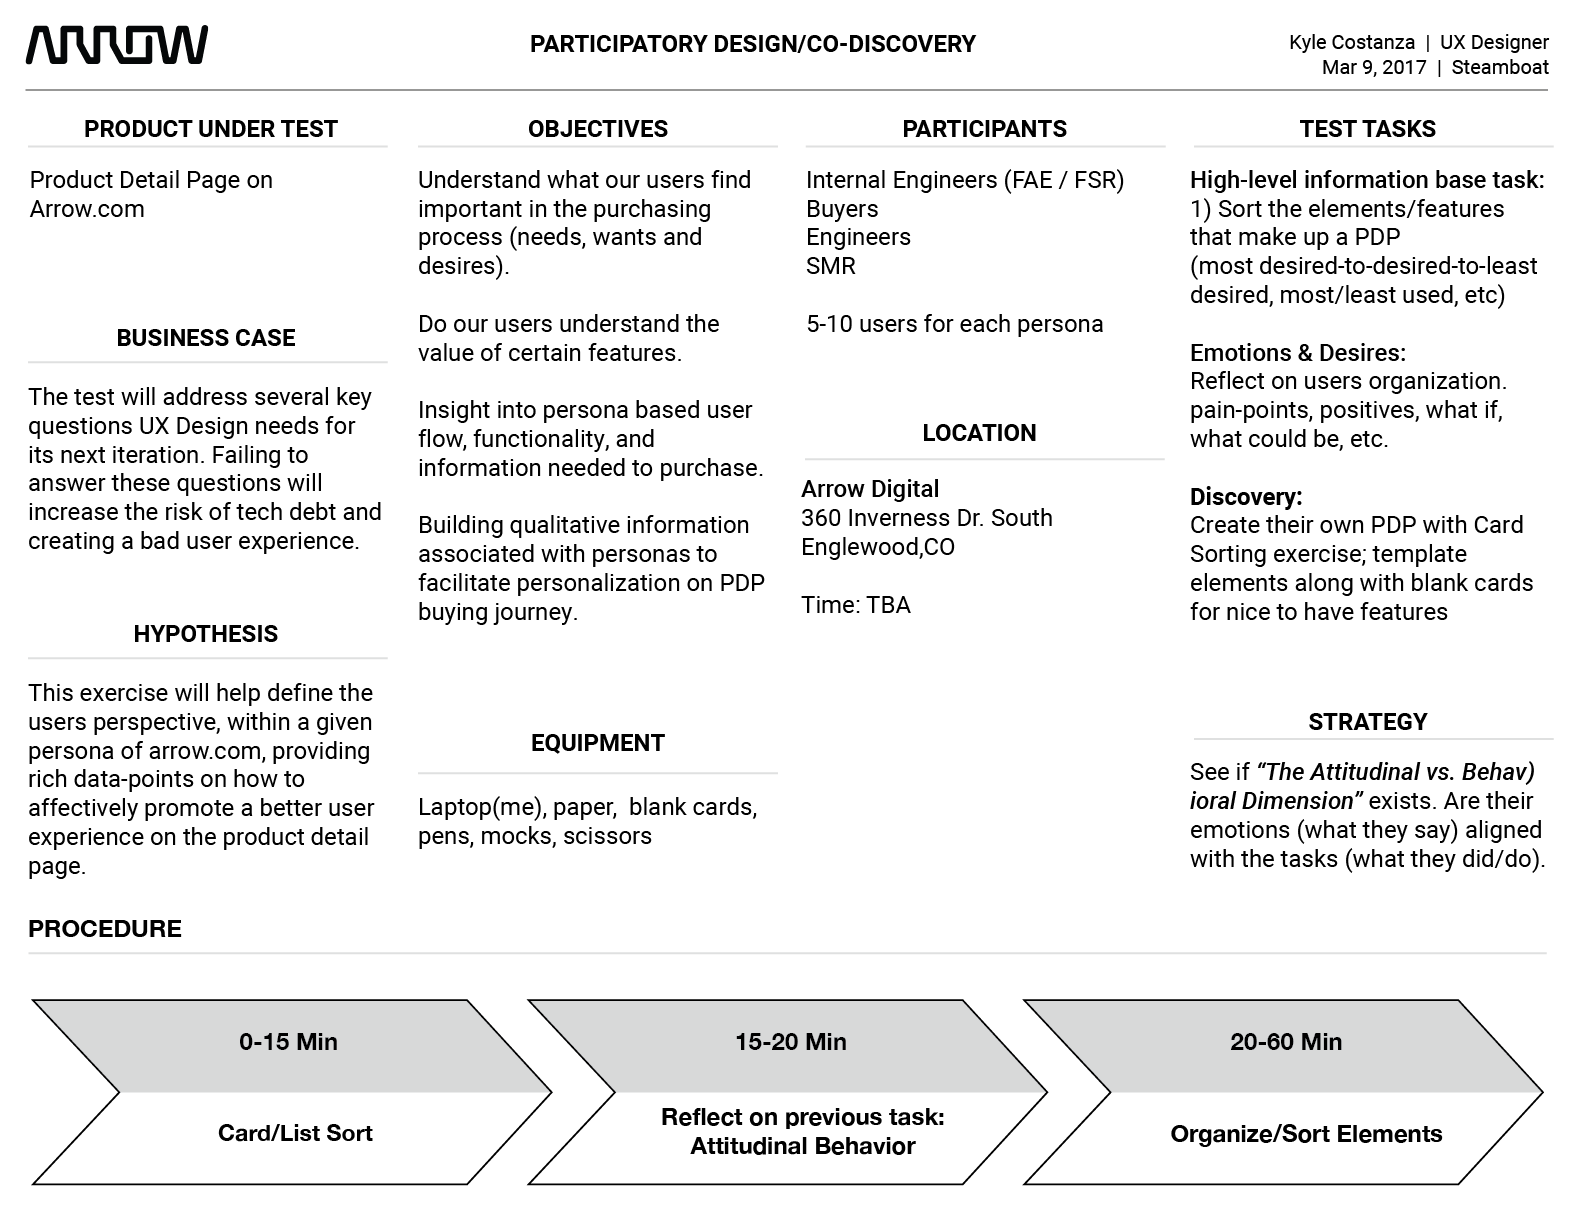 ARROW
PARTICIPATORY DESIGN/CO-DISCOVERY
Kyle Costanza | UX Designer
Mar 9, 2017 | Steamboat
PRODUCT UNDER TEST
Product Detail Page on
Arrow.com
BUSINESS CASE
The test will address several key
questions UX Design needs for
its next iteration. Failing to
answer these questions will
increase the risk of tech debt and
creating a bad user experience.
HYPOTHESIS
This exercise will help define the
users perspective, within a given
persona of arrow.com, providing
rich data-points on how to
affectively promote a better user
experience on the product detail
page.
OBJECTIVES
Understand what our users find
important in the purchasing
process (needs, wants and
desires).
Do our users understand the
value of certain features.
Insight into persona based user
flow, functionality, and
information needed to purchase.
Building qualitative information
associated with personas to
facilitate personalization on PDP
buying journey.
EQUIPMENT
Laptop(me), paper,  blank cards,
pens, mocks, scissors
PARTICIPANTS
Internal Engineers (FAE / FSR)
Buyers
Engineers
SMR
5-10 users for each persona
LOCATION
Arrow Digital
360 Inverness Dr. South
Englewood,CO
Time: TBA
TEST TASKS
High-level information base task:
1) Sort the elements/features
that make up a PDP
(most desired-to-desired-to-least
desired, most/least used, etc)
Emotions & Desires:
Reflect on users organization.
pain-points, positives, what if,
what could be, etc.
Discovery:
Create their own PDP with Card
Sorting exercise; template
elements along with blank cards
for nice to have features
STRATEGY
See if “The Attitudinal vs. Behav)
ioral Dimension” exists. Are their
emotions (what they say) aligned
with the tasks (what they did/do).
PROCEDURE
0-15 Min
Card/List Sort
15-20 Min
Reflect on previous task:
Attitudinal Behavior
20-60 Min
Organize/Sort Elements